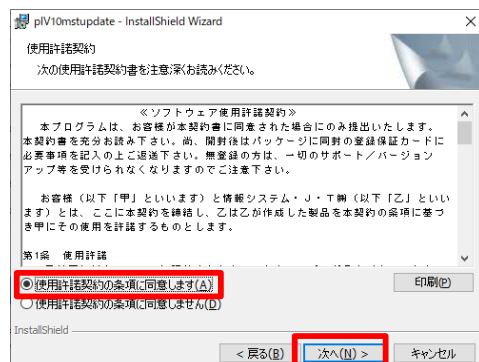 plV10mstupdate - InstallShield Wizard
使用許諾契約
次の使用許諾契約書を注意深くお読みください。
≪ソフトウェア使用許諾契約≫
本プログラムは、お客様が本契約書に同意された場合にのみ提出いたします。
本契約書を充分お読み下さい。尚、開封後はパッケージに同封の登録保証カードに
必要事項を記入の上ご返送下さい。無登録の方は、一切のサポート／バージョン
アップ等を受けられなくなりますのでご注意下さい。
お客様（以下「甲」といいます）と情報システム・Ｊ・Ｔ㈱（以下「乙」といい
ます）とは、ここに本契約を締結し、乙は乙が作成した製品を本契約の条項に基づ
き甲にその使用を許諾するものとします。
第1条 使用許諾
使用許諾契約の条項に同意します(A)
印刷(P)
使用許諾契約の条項に同意しません(D)
InstallShield
< 戻る(B)
次へ(N) >
キャンセル